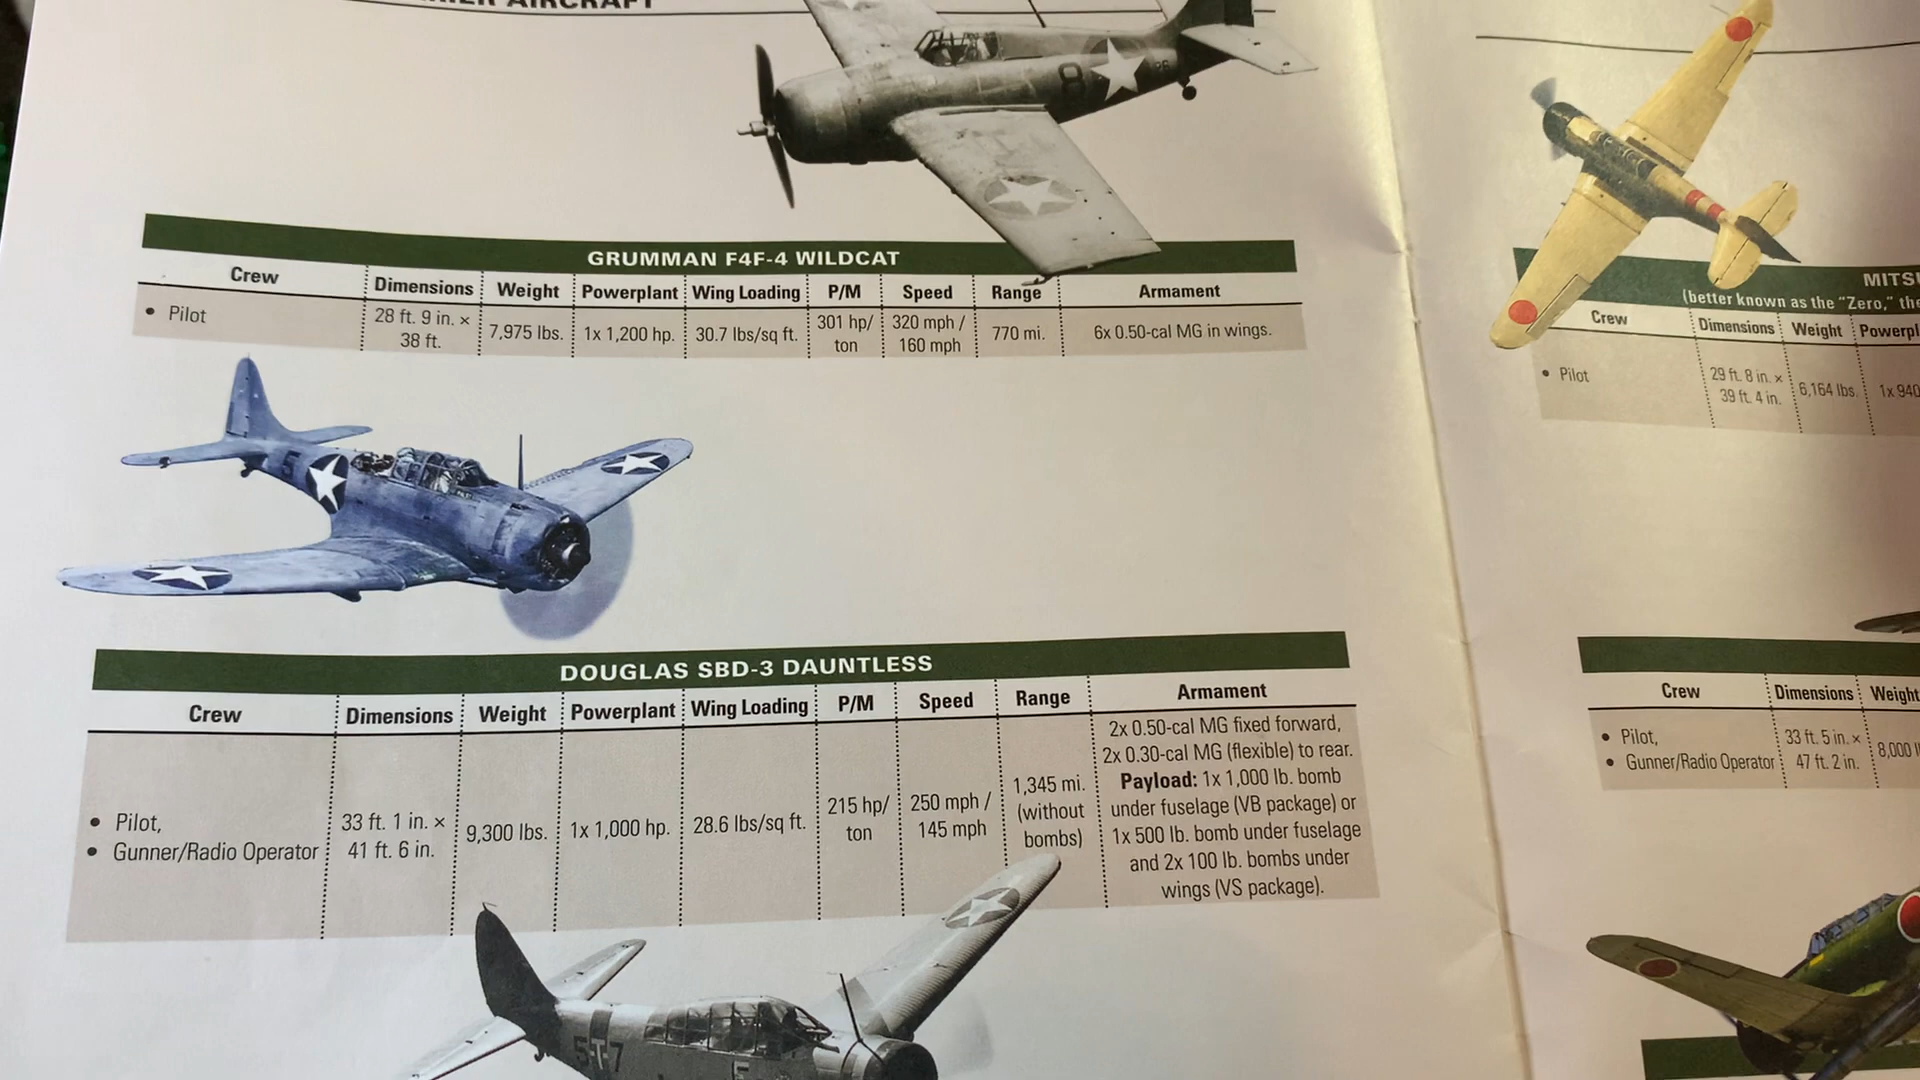 AIRCRAFT
8
26
GRUMMAN F4F-4 WILDCAT
Crew Dimensions Weight Powerplant Wing Loading P/M Speed Range Armament
• Pilot
28 ft. 9 in. ×
38 ft.
7,975 lbs.
1x 1,200 hp.
30.7 lbs/sq ft.
301 hp/
ton
320 mph /
160 mph
770 mi.
6x 0.50-cal MG in wings.
DOUGLAS SBD-3 DAUNTLESS
Crew Dimensions Weight Powerplant Wing Loading P/M Speed Range Armament
• Pilot,
• Gunner/Radio Operator
33 ft. 1 in. ×
41 ft. 6 in.
9,300 lbs.
1x 1,000 hp.
28.6 lbs/sq ft.
215 hp/
ton
250 mph /
145 mph
1,345 mi.
(without
bombs)
2x 0.50-cal MG fixed forward,
2x 0.30-cal MG (flexible) to rear.
Payload: 1x 1,000 lb. bomb
under fuselage (VB package) or
1x 500 lb. bomb under fuselage
and 2x 100 lb. bombs under
wings (VS package).
5-T-7
MITSU
(better known as the "Zero," the
Crew Dimensions Weight Powerpl
• Pilot
29 ft. 8 in. ×
39 ft. 4 in.
6,164 lbs.
1x 940
Crew Dimensions Weight
• Pilot,
• Gunner/Radio Operator
33 ft. 5 in. ×
47 ft. 2 in.
8,000 l